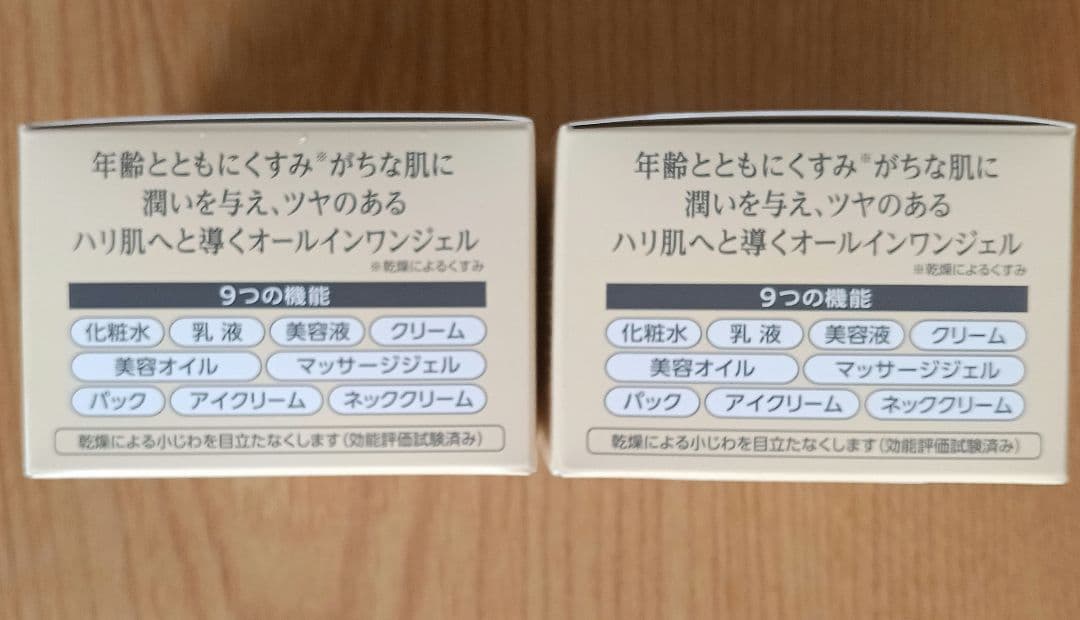 年齢とともにくすみ※がちな肌に
潤いを与え、ツヤのある
ハリ肌へと導くオールインワンジェル
※乾燥によるくすみ
9つの機能
化粧水 乳液 美容液 クリーム
美容オイル マッサージジェル
パック アイクリーム ネッククリーム
乾燥による小じわを目立たなくします(効能評価試験済み)
年齢とともにくすみ※がちな肌に
潤いを与え、ツヤのある
ハリ肌へと導くオールインワンジェル
※乾燥によるくすみ
9つの機能
化粧水 乳液 美容液 クリーム
美容オイル マッサージジェル
パック アイクリーム ネッククリーム
乾燥による小じわを目立たなくします(効能評価試験済み)